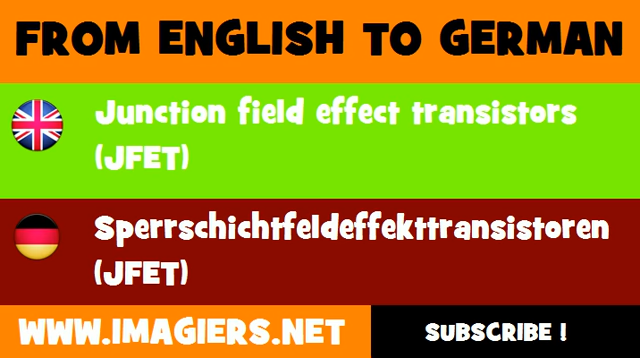 FROM ENGLISH TO GERMAN
Junction field effect transistors
(JFET)
Sperrschichtfeldeffekttransistoren
(JFET)
WWW.IMAGIERS.NET
SUBSCRIBE !